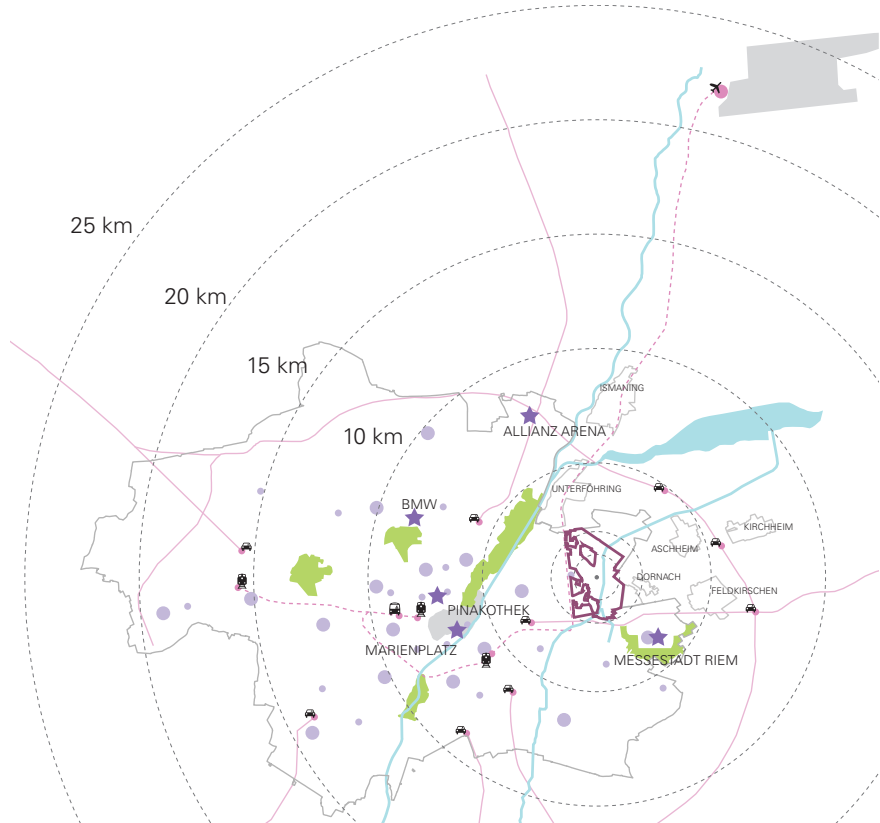 25 km
20 km
15 km
ISMANING
10 km
ALLIANZ ARENA
UNTERFÖHRING
BMW
KIRCHHEIM
ASCHHEIM
DORNACH
FELDKIRSCHEN
PINAKOTHEK
MARIENPLATZ
MESSESTADT RIEM